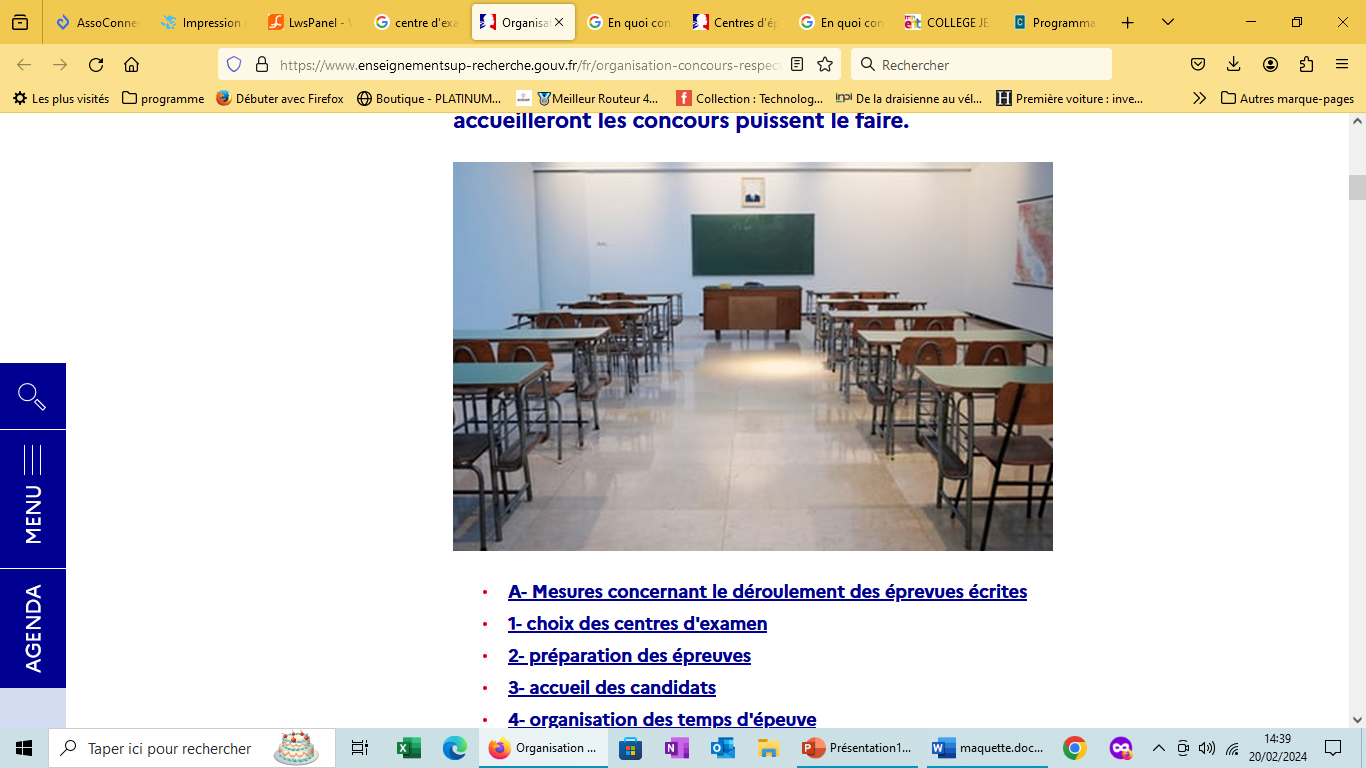 AssoConne
Impression
LwsPanel - V
centre d'exa
Organisat
En quoi con
Centres d'ép
En quoi con
COLLEGE JE
Programma
https://www.enseignementsup-recherche.gouv.fr/fr/organisation-concours-respec
Rechercher
Les plus visités
programme
Débuter avec Firefox
Boutique - PLATINUM...
Meilleur Routeur 4...
Collection : Technolog...
inpi
De la draisienne au vél...
Première voiture : inve...
Autres marque-pages
accueilleront les concours puissent le faire.
MENU
AGENDA
A- Mesures concernant le déroulement des éprevues écrites
1- choix des centres d'examen
2- préparation des épreuves
3- accueil des candidats
4- organisation des temps d'épeuve
Taper ici pour rechercher
Organisation ...
Présentation1...
maquette.doc...
14:39
20/02/2024